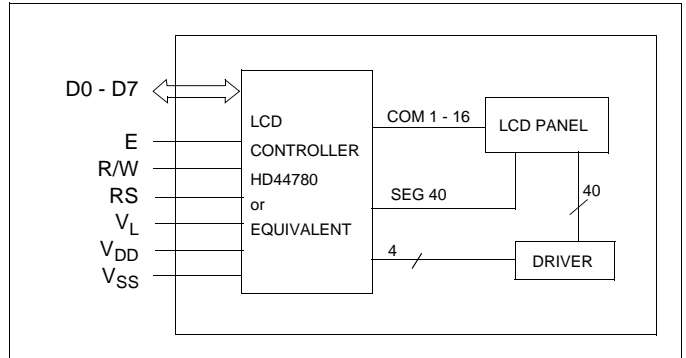 D0 - D7
E
R/W
RS
VL
VDD
VSS
LCD
CONTROLLER
HD44780
or
EQUIVALENT
COM 1 - 16
SEG 40
4
LCD PANEL
40
DRIVER